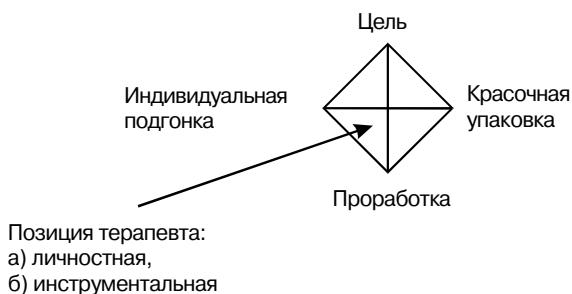 Цель
Индивидуальная
подгонка
Красочная
упаковка
Проработка
Позиция терапевта:
а) личностная,
б) инструментальная